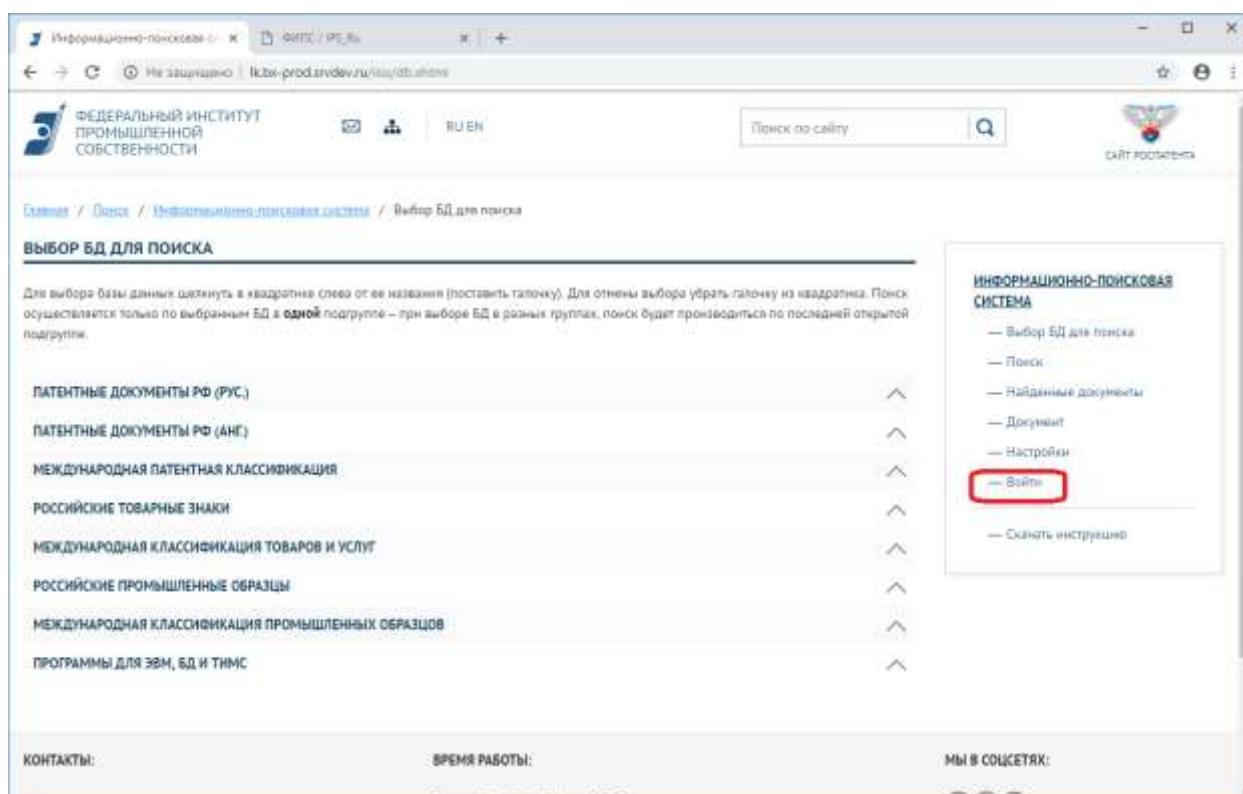 Информационно-поисковая с
ФИПС / IPS_Ru
Не защищено
lk.bx-prod.srvdev.ru/iiss/db.xhtml
ФЕДЕРАЛЬНЫЙ ИНСТИТУТ
ПРОМЫШЛЕННОЙ
СОБСТВЕННОСТИ
RU EN
Поиск по сайту
САЙТ РОСПАТЕНТА
Главная / Поиск / Информационно-поисковая система / Выбор БД для поиска
ВЫБОР БД ДЛЯ ПОИСКА
Для выбора базы данных щелкнуть в квадратике слева от ее названия (поставить галочку). Для отмены выбора убрать галочку из квадратика. Поиск
осуществляется только по выбранным БД в одной подгруппе – при выборе БД в разных группах, поиск будет производиться по последней открытой
подгруппе.
ПАТЕНТНЫЕ ДОКУМЕНТЫ РФ (РУС.)
ПАТЕНТНЫЕ ДОКУМЕНТЫ РФ (АНГ.)
МЕЖДУНАРОДНАЯ ПАТЕНТНАЯ КЛАССИФИКАЦИЯ
РОССИЙСКИЕ ТОВАРНЫЕ ЗНАКИ
МЕЖДУНАРОДНАЯ КЛАССИФИКАЦИЯ ТОВАРОВ И УСЛУГ
РОССИЙСКИЕ ПРОМЫШЛЕННЫЕ ОБРАЗЦЫ
МЕЖДУНАРОДНАЯ КЛАССИФИКАЦИЯ ПРОМЫШЛЕННЫХ ОБРАЗЦОВ
ПРОГРАММЫ ДЛЯ ЭВМ, БД И ТИМС
ИНФОРМАЦИОННО-ПОИСКОВАЯ
СИСТЕМА
— Выбор БД для поиска
— Поиск
— Найденные документы
— Документ
— Настройки
— Войти
— Скачать инструкцию
КОНТАКТЫ:
ВРЕМЯ РАБОТЫ:
МЫ В СОЦСЕТЯХ: